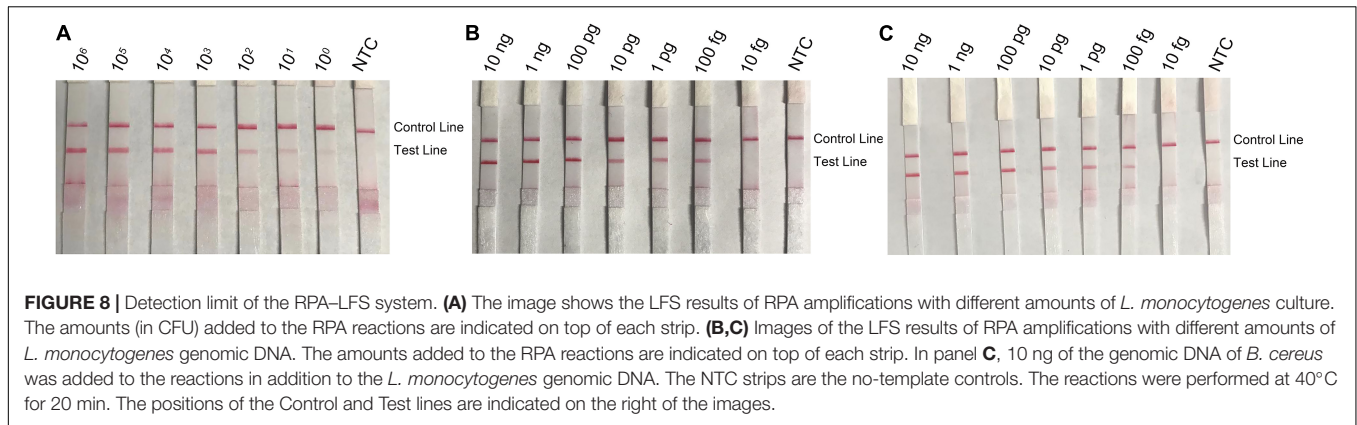 A
10⁶ 10⁵ 10⁴ 10³ 10² 10¹ 10⁰ NTC
Control Line
Test Line
B
10 ng 1 ng 100 pg 10 pg 1 pg 100 fg 10 fg NTC
Control Line
Test Line
C
10 ng 1 ng 100 pg 10 pg 1 pg 100 fg 10 fg NTC
Control Line
Test Line
FIGURE 8 | Detection limit of the RPA–LFS system. (A) The image shows the LFS results of RPA amplifications with different amounts of L. monocytogenes culture.
The amounts (in CFU) added to the RPA reactions are indicated on top of each strip. (B,C) Images of the LFS results of RPA amplifications with different amounts of
L. monocytogenes genomic DNA. The amounts added to the RPA reactions are indicated on top of each strip. In panel C, 10 ng of the genomic DNA of B. cereus
was added to the reactions in addition to the L. monocytogenes genomic DNA. The NTC strips are the no-template controls. The reactions were performed at 40°C
for 20 min. The positions of the Control and Test lines are indicated on the right of the images.